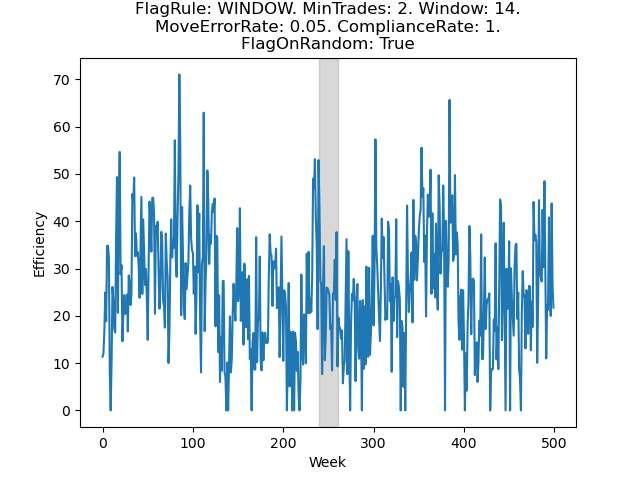 FlagRule: WINDOW. MinTrades: 2. Window: 14.
MoveErrorRate: 0.05. ComplianceRate: 1.
FlagOnRandom: True
70
60
50
40
30
20
10
0
Efficiency
0 100 200 300 400 500
Week